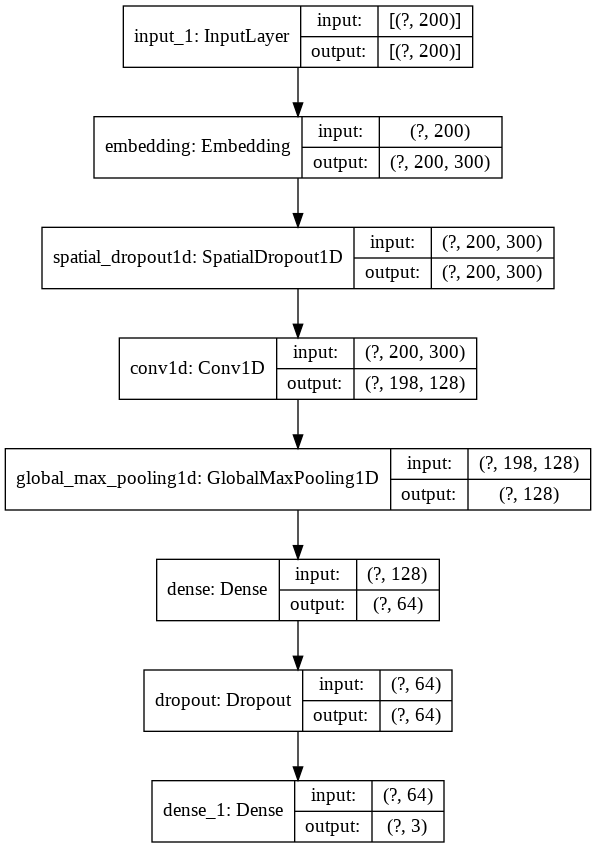 input_1: InputLayer
input: [(?, 200)]
output: [(?, 200)]
embedding: Embedding
input: (?, 200)
output: (?, 200, 300)
spatial_dropout1d: SpatialDropout1D
input: (?, 200, 300)
output: (?, 200, 300)
conv1d: Conv1D
input: (?, 200, 300)
output: (?, 198, 128)
global_max_pooling1d: GlobalMaxPooling1D
input: (?, 198, 128)
output: (?, 128)
dense: Dense
input: (?, 128)
output: (?, 64)
dropout: Dropout
input: (?, 64)
output: (?, 64)
dense_1: Dense
input: (?, 64)
output: (?, 3)